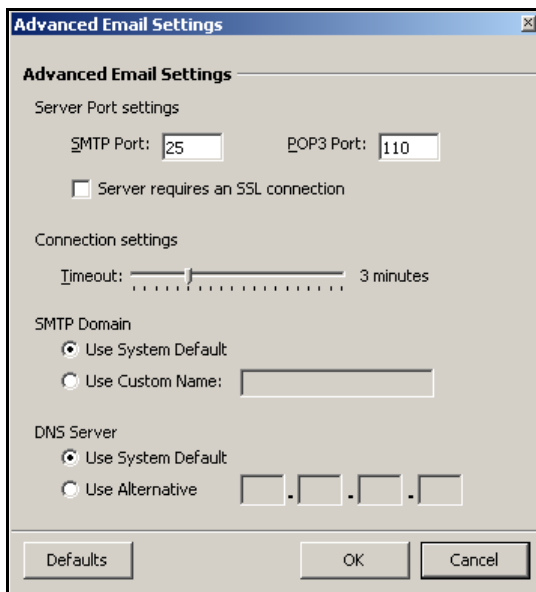 Advanced Email Settings
Advanced Email Settings
Server Port settings
SMTP Port: 25 POP3 Port: 110
Server requires an SSL connection
Connection settings
Timeout: 3 minutes
SMTP Domain
Use System Default
Use Custom Name:
DNS Server
Use System Default
Use Alternative . . .
Defaults OK Cancel